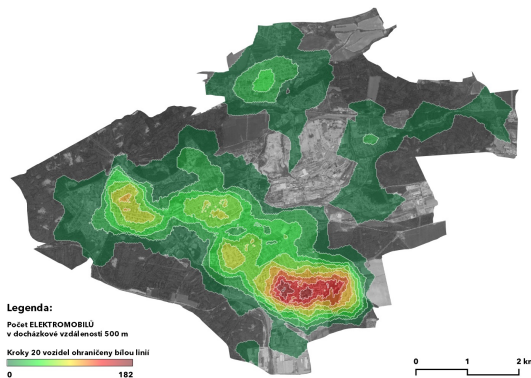 Legenda:
Počet ELEKTROMOBILŮ
v docházkové vzdálenosti 500 m
Kroky 20 vozidel ohraničeny bílou linií
0 182
0 1 2 km